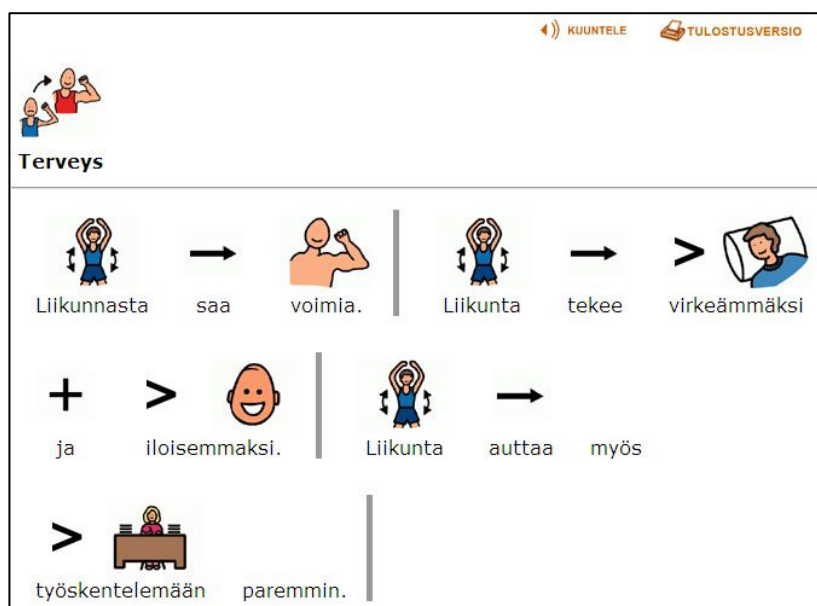 KUUNTELE TULOSTUSVERSIO
Terveys
Liikunnasta saa voimia. Liikunta tekee virkeämmäksi
+ > 
ja iloisemmaksi. Liikunta auttaa myös
>
työskentelemään paremmin.